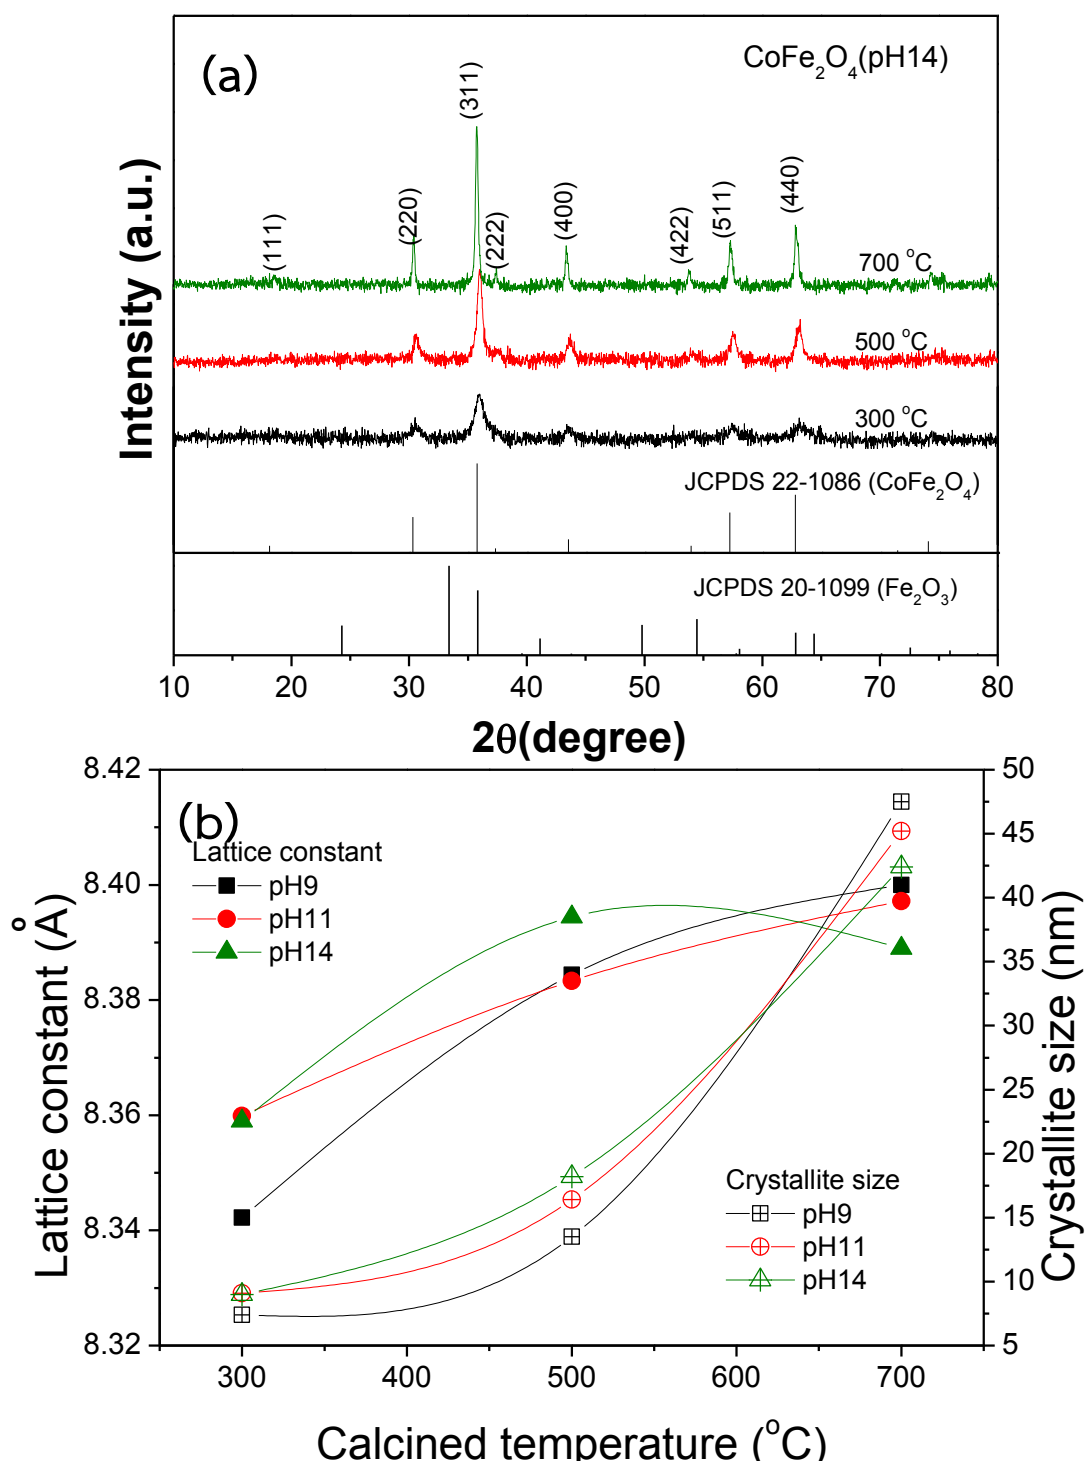 (a)
CoFe₂O₄(pH14)
Intensity (a.u.)
(111)
(220)
(311)
(222)
(400)
(422)
(511)
(440)
700 °C
500 °C
300 °C
JCPDS 22-1086 (CoFe₂O₄)
JCPDS 20-1099 (Fe₂O₃)
10 20 30 40 50 60 70 80
2θ(degree)
(b)
Lattice constant
pH9
pH11
pH14
8.42
8.40
8.38
8.36
8.34
8.32
Lattice constant (Å)
50
45
40
35
30
25
20
15
10
5
Crystallite size (nm)
Crystallite size
pH9
pH11
pH14
300 400 500 600 700
Calcined temperature (°C)